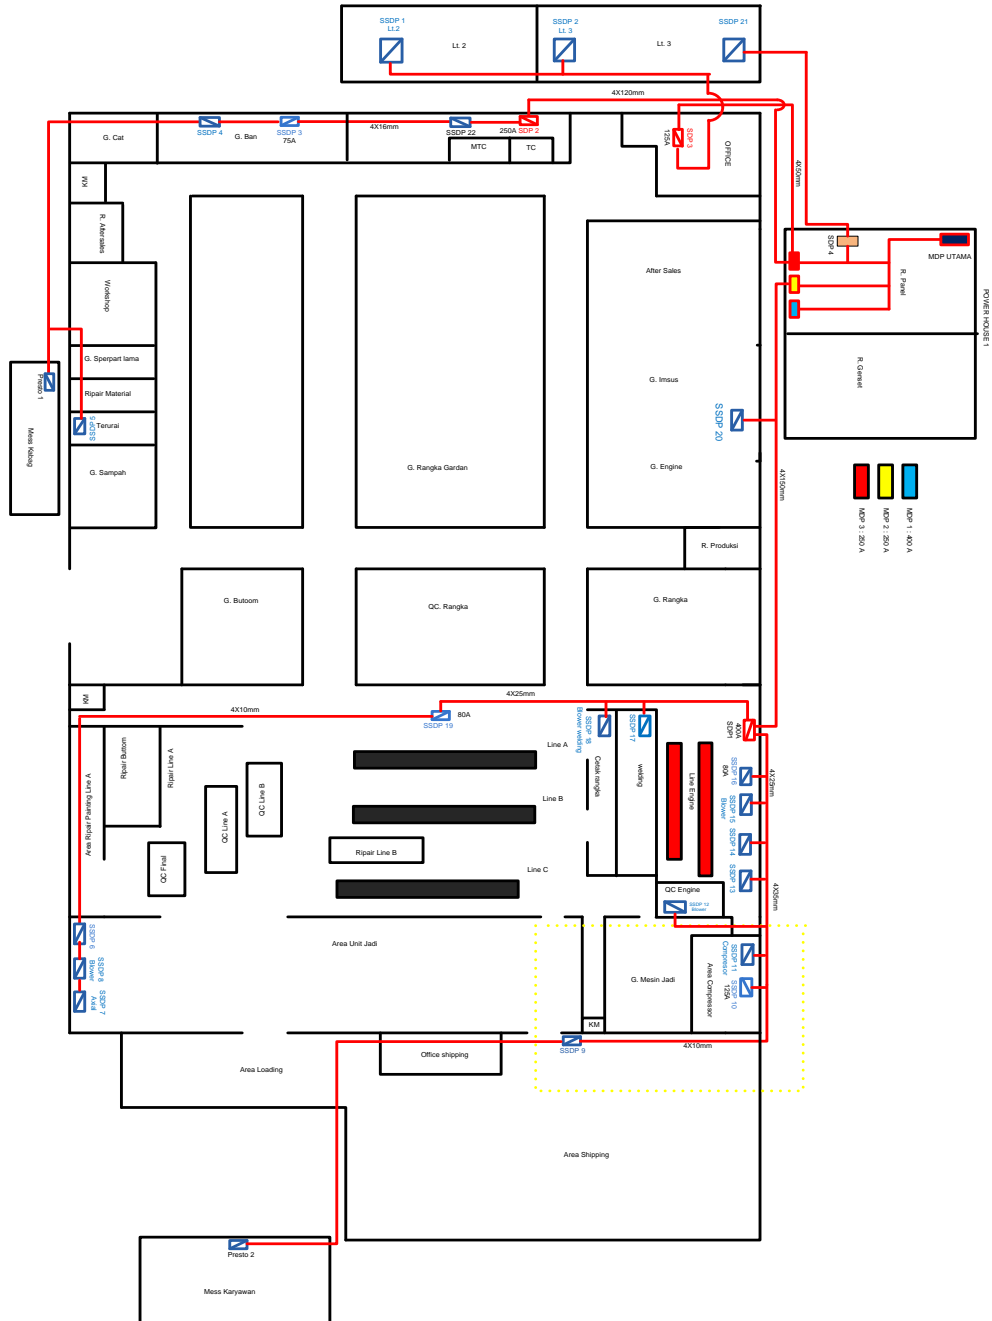 SSDP 1
Lt.2
Lt. 2
SSDP 2
Lt. 3
Lt. 3
SSDP 21
4X120mm
G. Cat
SSDP 4
G. Ban
SSDP 3
75A
4X16mm
SSDP 22
250A
SDP 2
MTC
TC
SDP 3
125A
OFFICE
4X50mm
KM
R. Aftersales
Workshop
G. Sperpart lama
Ripair Material
Terurai
SSDP 5
G. Sampah
Presto 1
Mess Kabag
G. Rangka Gardan
After Sales
G. Imsus
SSDP 20
G. Engine
SDP 4
MDP UTAMA
R. Panel
POWER HOUSE 1
R. Genset
4X150mm
MDP 3 : 250 A
MDP 2 : 250 A
MDP 1 : 400 A
R. Produksi
G. Butoom
QC. Rangka
G. Rangka
KM
4X10mm
4X25mm
80A
SSDP 19
SSDP 18
Blower welding
SSDP 17
400A
SDP1
Area Ripair Painting Line A
Ripair Buttom
Ripair Line A
QC Line B
QC Line A
QC Final
Line A
Line B
Ripair Line B
Line C
Cetak rangka
welding
Line Engine
SSDP 16
80A
4X25mm
SSDP 15
Blower
SSDP 14
SSDP 13
4X35mm
QC Engine
SSDP 12
Blower
SSDP 6
SSDP 8
Blower
SSDP 7
Axial
Area Unit Jadi
G. Mesin Jadi
SSDP 11
Compresor
SSDP 10
125A
Area Compressor
KM
SSDP 9
4X10mm
Office shipping
Area Loading
Area Shipping
Presto 2
Mess Karyawan